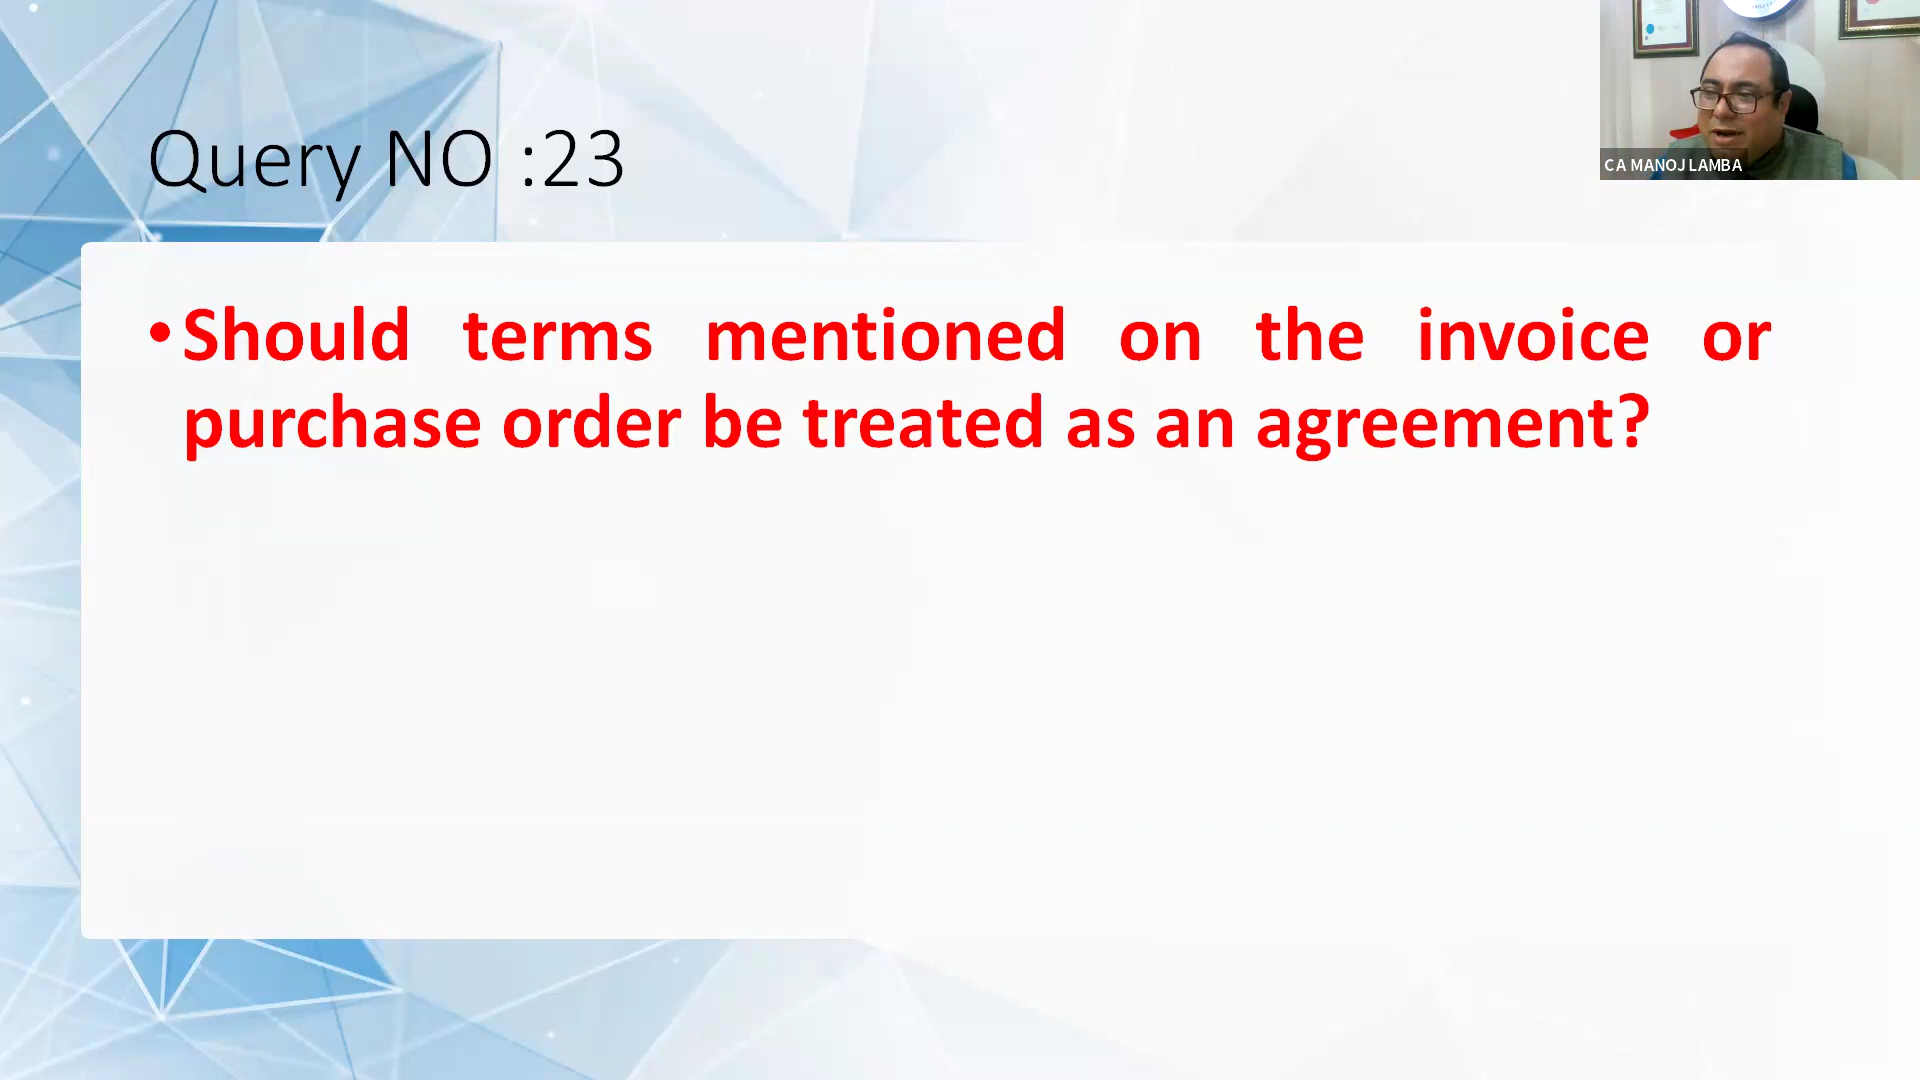 Query NO :23
• Should terms mentioned on the invoice or
purchase order be treated as an agreement?
CA MANOJ LAMBA